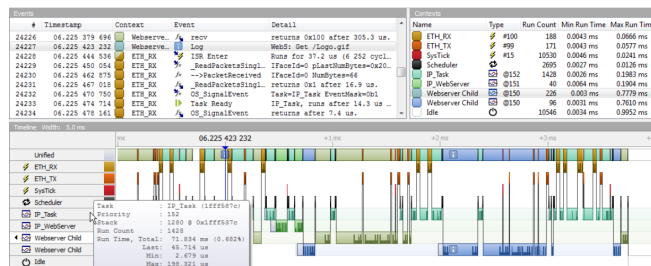 Events
# Timestamp Context Event Detail
24226 06.225 379 696 Webserve… recv returns 0x100 after 305.3 us.
24227 06.225 423 232 Webserve… Log WebS: Get /Logo.gif
24228 06.225 444 536 ETH_RX ISR Enter Runs for 37.2 us (6 252 cycl…
24229 06.225 450 054 ETH_RX _ReadPacketsSingl… IFaceId=0 pLastNumBytes=0x20…
24230 06.225 462 875 ETH_RX -->PacketReceived IFaceId=0 NumBytes=66
24231 06.225 467 018 ETH_RX _ReadPacketsSingl… returns 0x1 after 16.9 us.
24232 06.225 470 750 ETH_RX OS_SignalEvent Task=IP_Task EventMask=0b1
24233 06.225 474 714 ETH_RX Task Ready IP_Task, runs after 14.3 us …
24234 06.225 478 161 ETH_RX OS_SignalEvent returns after 7.4 us.
Contexts
Name Type Run Count Min Run Time Max Run Tim
ETH_RX #100 188 0.0043 ms 0.0666 ms
ETH_TX #99 171 0.0043 ms 0.0577 ms
SysTick #15 10530 0.0046 ms 0.0241 ms
Scheduler 2695 0.0027 ms 0.0126 ms
IP_Task @152 1428 0.0026 ms 0.1983 ms
IP_WebServer @151 40 0.0064 ms 0.1904 ms
Webserver Child @150 226 0.003 ms 0.7779 ms
Webserver Child @150 96 0.0031 ms 0.7610 ms
Idle 10546 0.0034 ms 0.9952 ms
Timeline Width: 5.0 ms
ms 06.225 423 232 +1 ms +2 ms +3 ms
Unified
ETH_RX
ETH_TX
SysTick
Scheduler
IP_Task
IP_WebServer
Webserver Child
Webserver Child
Idle
Task : IP_Task (1fff587c)
Priority : 152
Stack : 1280 @ 0x1fff537c
Run Count : 1428
Run Time, Total: 71.834 ms (0.682%)
Last: 45.714 us
Min: 2.679 us
Max: 198.321 us